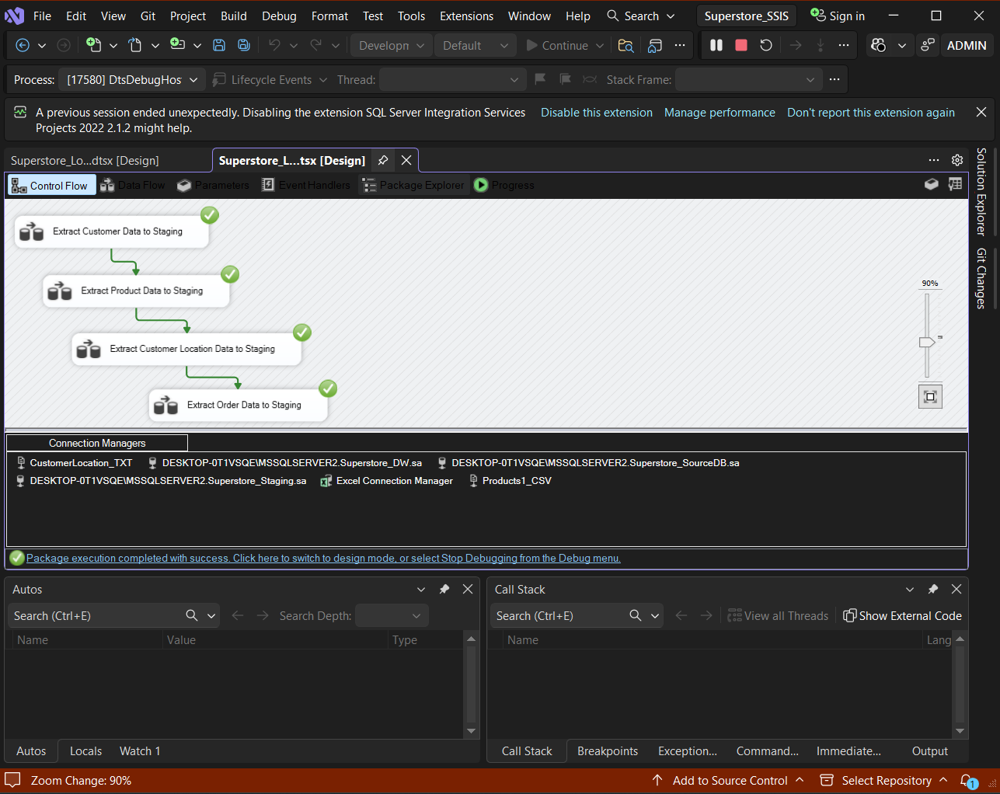 File Edit View Git Project Build Debug Format Test Tools Extensions Window Help Search Superstore_SSIS Sign in
Developn Default Continue ADMIN
Process: [17580] DtsDebugHos Lifecycle Events Thread: Stack Frame:
A previous session ended unexpectedly. Disabling the extension SQL Server Integration Services Disable this extension Manage performance Don't report this extension again
Projects 2022 2.1.2 might help.
Superstore_Lo...dtsx [Design] Superstore_L...tsx [Design]
Control Flow Data Flow Parameters Event Handlers Package Explorer Progress
Solution Explorer
Git Changes
Extract Customer Data to Staging
90%
Extract Product Data to Staging
Extract Customer Location Data to Staging
Extract Order Data to Staging
Connection Managers
CustomerLocation_TXT DESKTOP-0T1VSQE\MSSQLSERVER2.Superstore_DW.sa DESKTOP-0T1VSQE\MSSQLSERVER2.Superstore_SourceDB.sa
DESKTOP-0T1VSQE\MSSQLSERVER2.Superstore_Staging.sa Excel Connection Manager Products1_CSV
Package execution completed with success. Click here to switch to design mode, or select Stop Debugging from the Debug menu.
Autos Call Stack
Search (Ctrl+E) Search Depth: Search (Ctrl+E) View all Threads Show External Code
Name Value Type Name Lang
Autos Locals Watch 1 Call Stack Breakpoints Exception... Command... Immediate... Output
Zoom Change: 90% Add to Source Control Select Repository 1